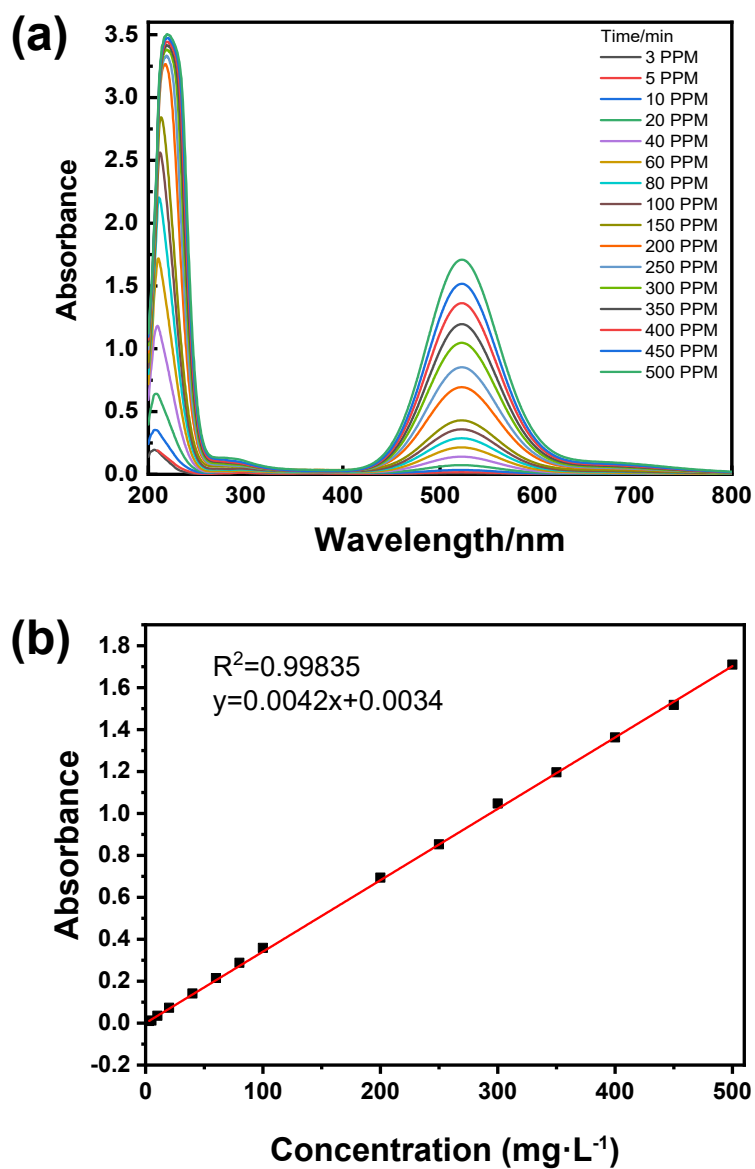 (a)
Absorbance
3.5
3.0
2.5
2.0
1.5
1.0
0.5
0.0
200 300 400 500 600 700 800
Wavelength/nm
Time/min
3 PPM
5 PPM
10 PPM
20 PPM
40 PPM
60 PPM
80 PPM
100 PPM
150 PPM
200 PPM
250 PPM
300 PPM
350 PPM
400 PPM
450 PPM
500 PPM
(b)
Absorbance
1.8
1.6
1.4
1.2
1.0
0.8
0.6
0.4
0.2
0.0
-0.2
R²=0.99835
y=0.0042x+0.0034
0 100 200 300 400 500
Concentration (mg·L⁻¹)